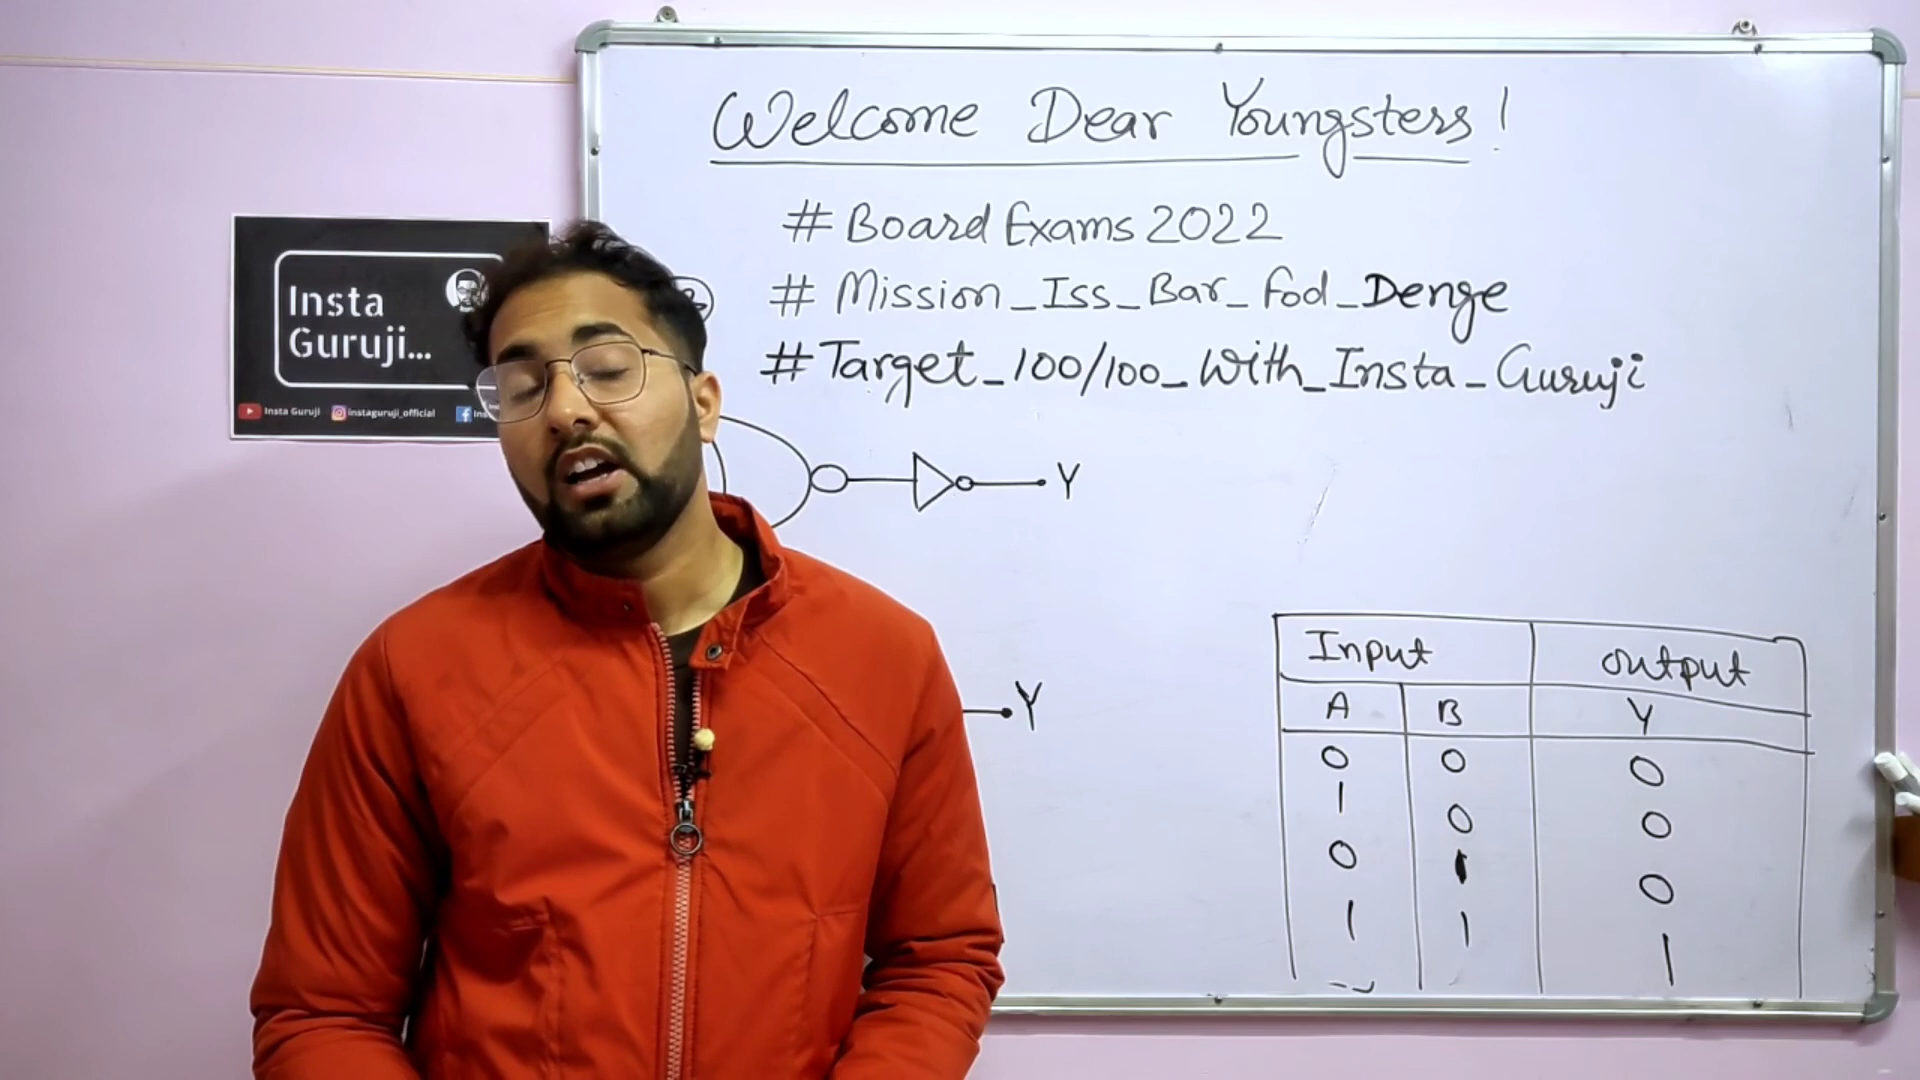 Welcome Dear Youngsters!
# Board Exams 2022
# Mission_Iss_Bar_Fod_Denge
#Target_100/100_With_Insta_Guruji
Insta
Guruji...
Insta Guruji instaguruji_official Ins
Y
Y
Input output
A B Y
0 0 0
1 0 0
0 1 0
1 1 1